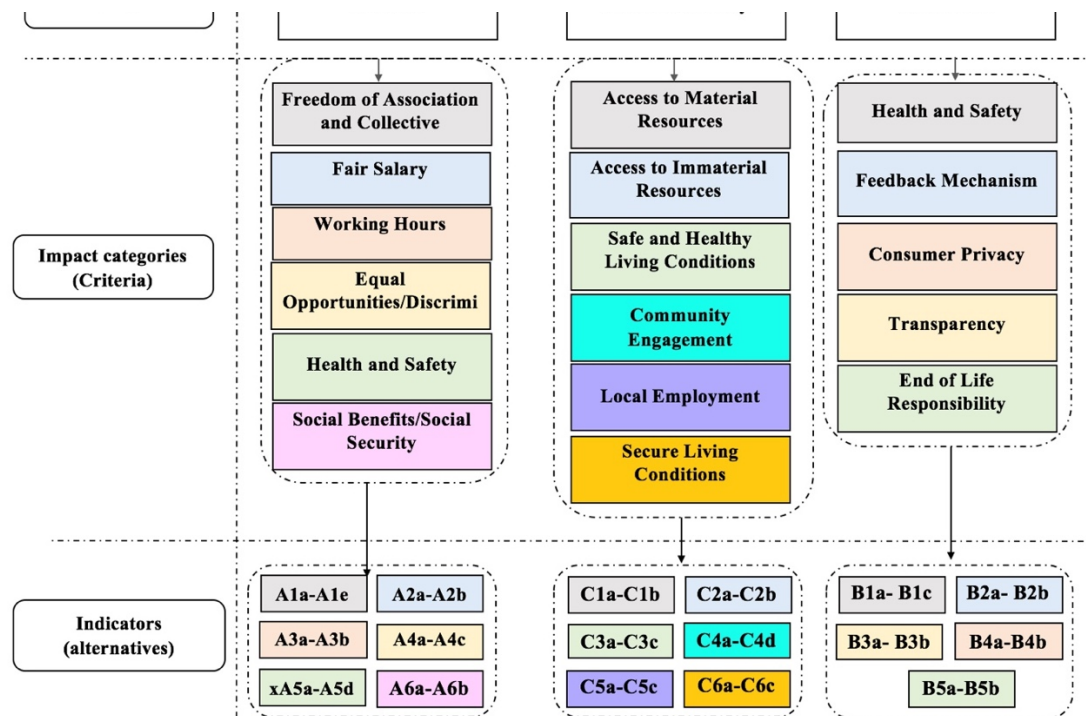 Freedom of Association
and Collective
Fair Salary
Working Hours
Equal
Opportunities/Discrimi
Health and Safety
Social Benefits/Social
Security
Access to Material
Resources
Access to Immaterial
Resources
Safe and Healthy
Living Conditions
Community
Engagement
Local Employment
Secure Living
Conditions
Health and Safety
Feedback Mechanism
Consumer Privacy
Transparency
End of Life
Responsibility
Impact categories
(Criteria)
Indicators
(alternatives)
A1a-A1e
A2a-A2b
A3a-A3b
A4a-A4c
xA5a-A5d
A6a-A6b
C1a-C1b
C2a-C2b
C3a-C3c
C4a-C4d
C5a-C5c
C6a-C6c
B1a- B1c
B2a- B2b
B3a- B3b
B4a-B4b
B5a-B5b